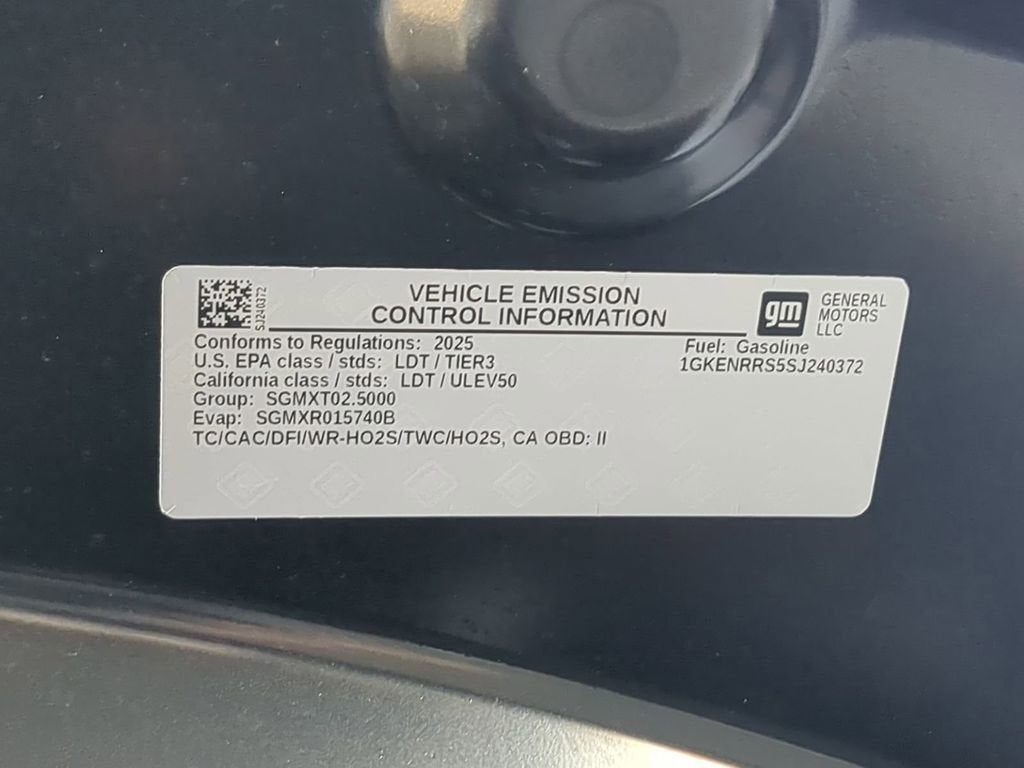 SJ240372
VEHICLE EMISSION
CONTROL INFORMATION
gm
GENERAL
MOTORS
LLC
Conforms to Regulations: 2025
Fuel: Gasoline
U.S. EPA class / stds: LDT / TIER3
1GKENRRS5SJ240372
California class / stds: LDT / ULEV50
Group: SGMXT02.5000
Evap: SGMXR015740B
TC/CAC/DFI/WR-HO2S/TWC/HO2S, CA OBD: II